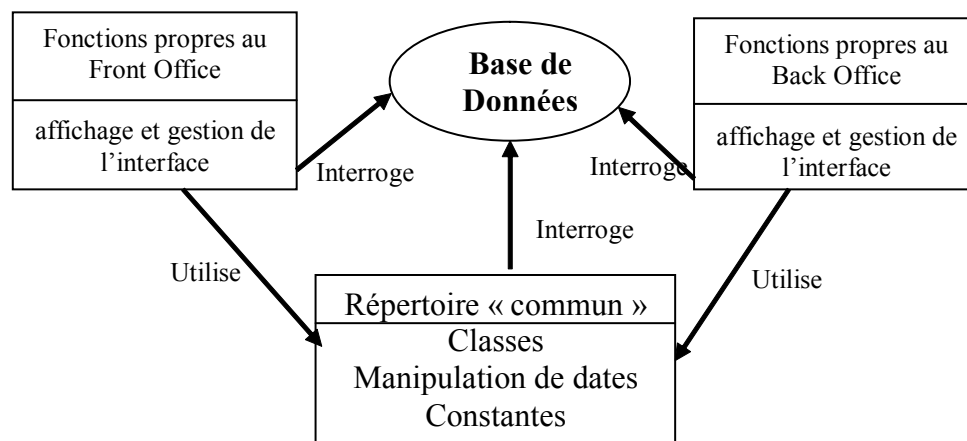 Fonctions propres au
Front Office
affichage et gestion de
l’interface
Base de
Données
Fonctions propres au
Back Office
affichage et gestion de
l’interface
Interroge
Interroge
Interroge
Utilise
Utilise
Répertoire « commun »
Classes
Manipulation de dates
Constantes